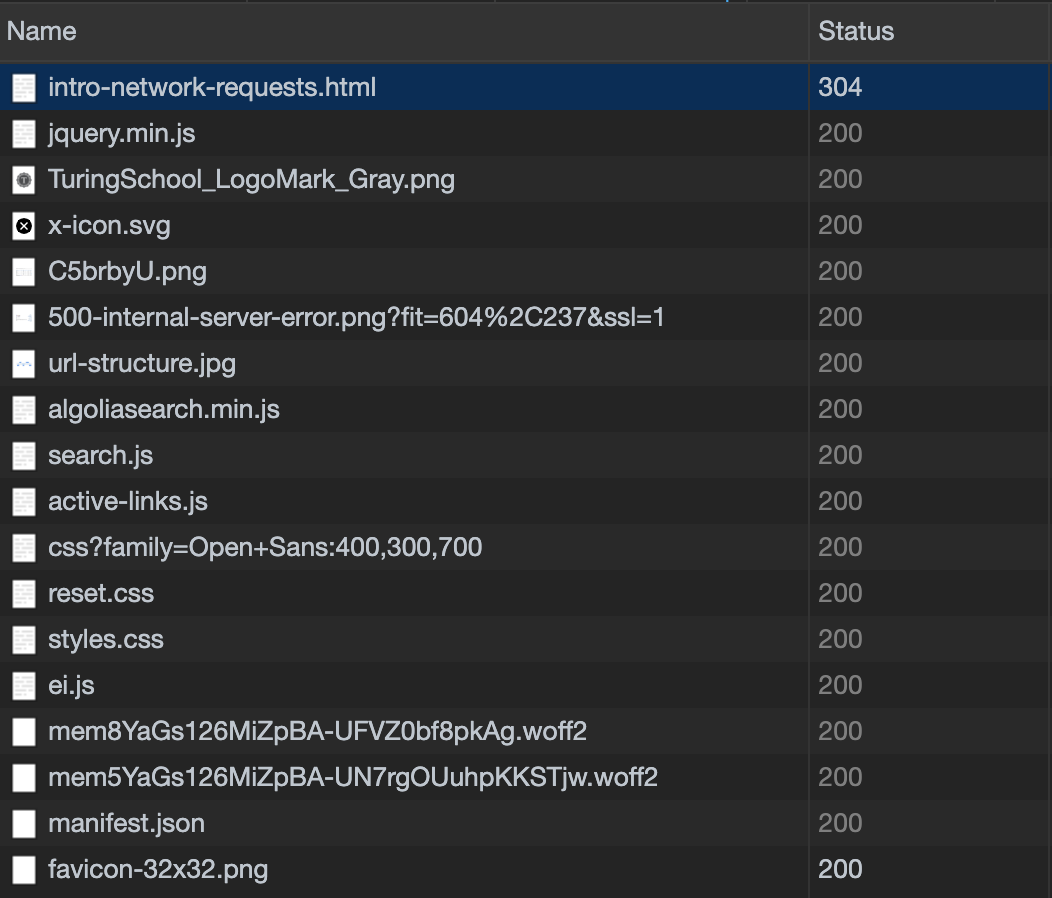 Name Status
intro-network-requests.html 304
jquery.min.js 200
TuringSchool_LogoMark_Gray.png 200
x-icon.svg 200
C5brbyU.png 200
500-internal-server-error.png?fit=604%2C237&ssl=1 200
url-structure.jpg 200
algoliasearch.min.js 200
search.js 200
active-links.js 200
css?family=Open+Sans:400,300,700 200
reset.css 200
styles.css 200
ei.js 200
mem8YaGs126MiZpBA-UFVZ0bf8pkAg.woff2 200
mem5YaGs126MiZpBA-UN7rgOUuhpKKSTjw.woff2 200
manifest.json 200
favicon-32x32.png 200